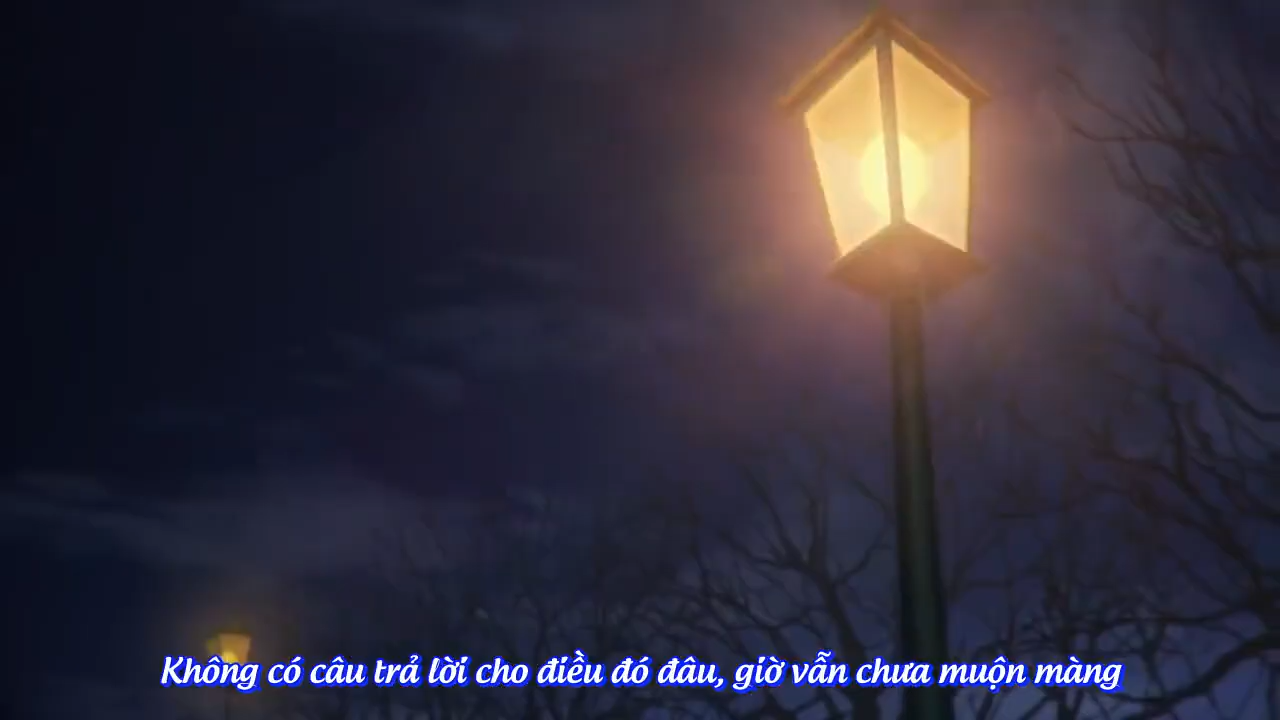 Không có câu trả lời cho điều đó đâu, giờ vẫn chưa muộn màng